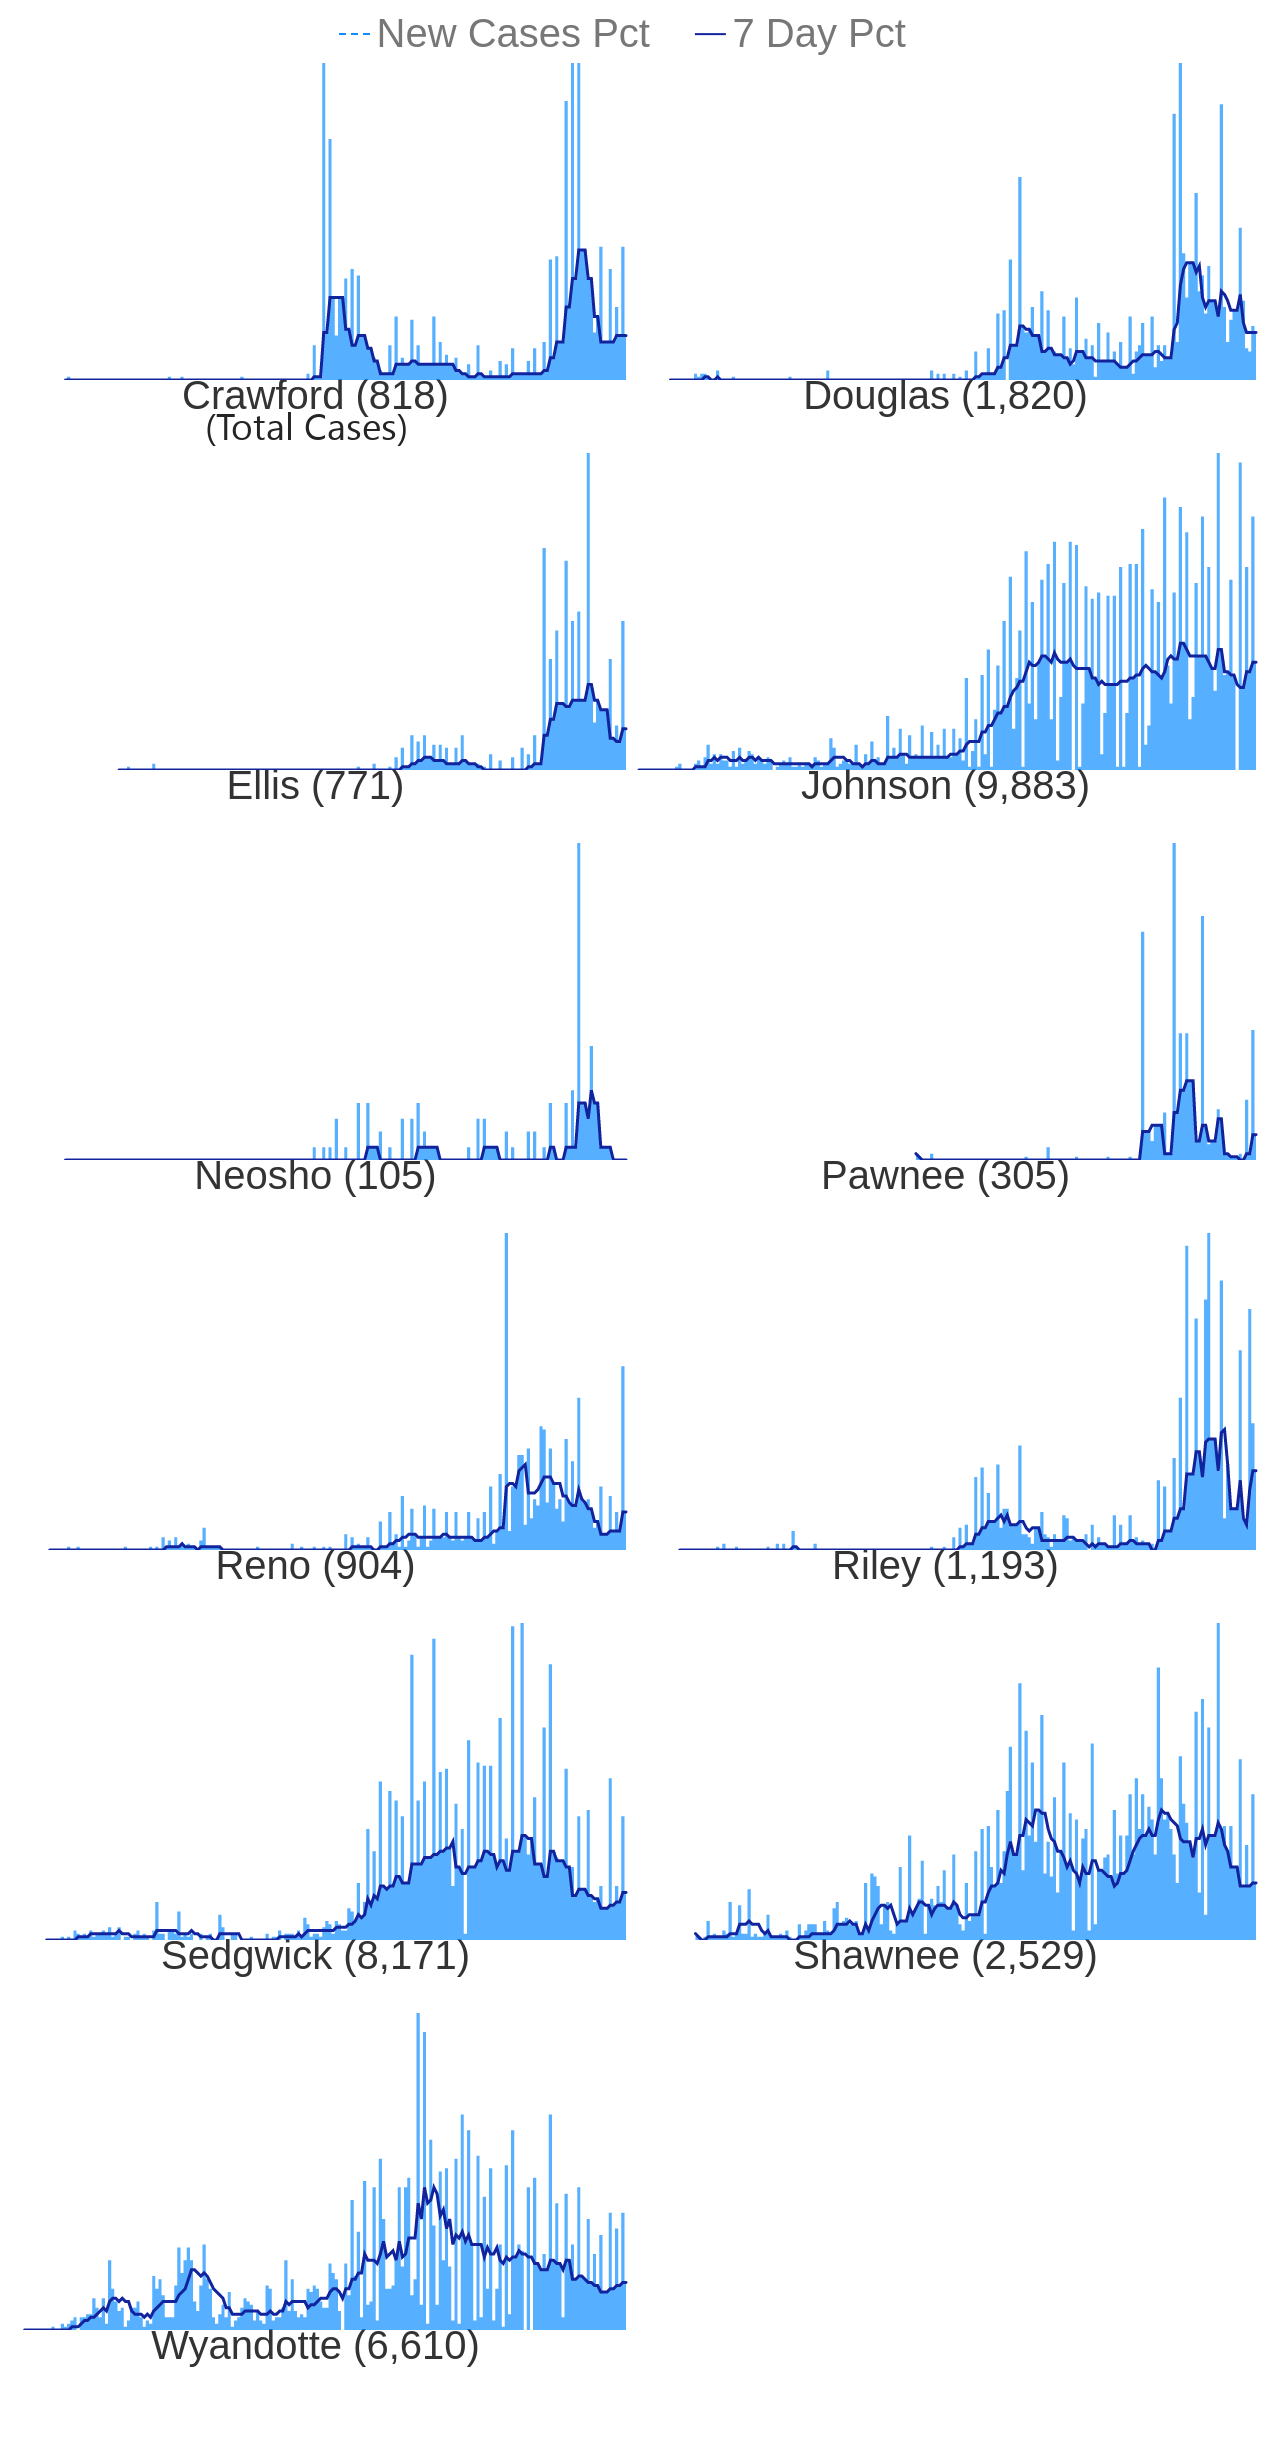 New Cases Pct 7 Day Pct
Crawford (818) Douglas (1,820)
(Total Cases)
Ellis (771) Johnson (9,883)
Neosho (105) Pawnee (305)
Reno (904) Riley (1,193)
Sedgwick (8,171) Shawnee (2,529)
Wyandotte (6,610)